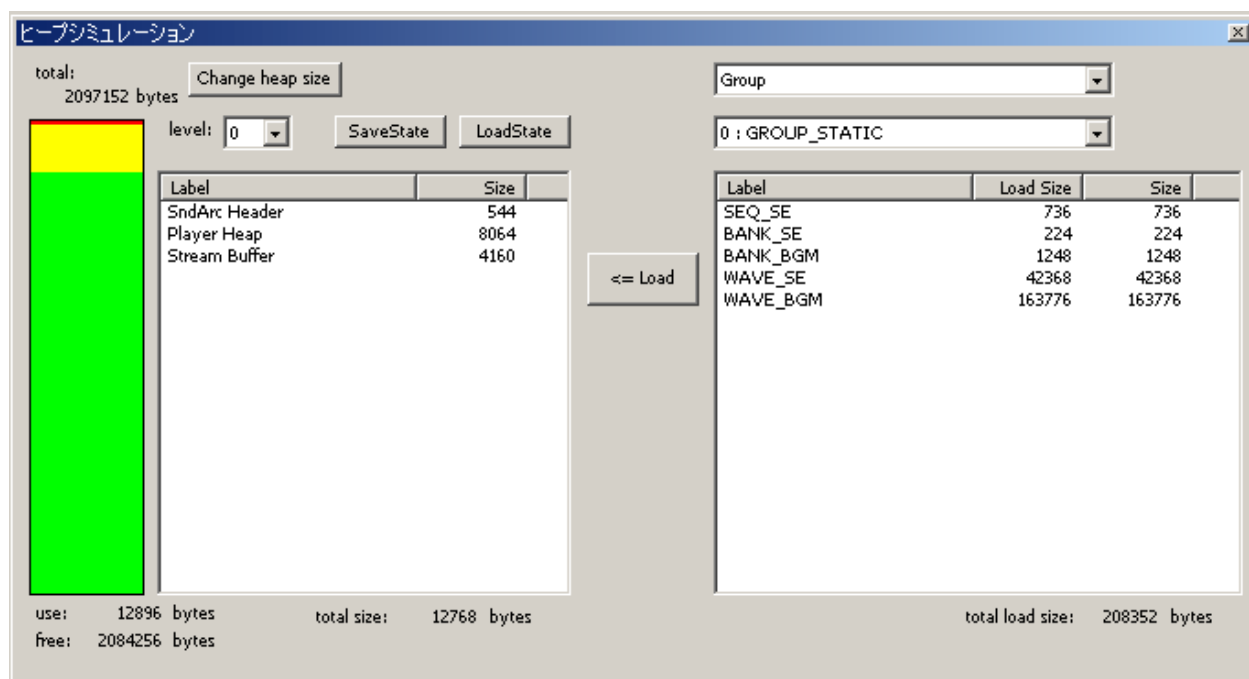 ヒープシミュレーション
total:
2097152 bytes
Change heap size
Group
level: 0
SaveState
LoadState
0 : GROUP_STATIC
Label Size
SndArc Header 544
Player Heap 8064
Stream Buffer 4160
<= Load
Label Load Size Size
SEQ_SE 736 736
BANK_SE 224 224
BANK_BGM 1248 1248
WAVE_SE 42368 42368
WAVE_BGM 163776 163776
use: 12896 bytes
free: 2084256 bytes
total size: 12768 bytes
total load size: 208352 bytes